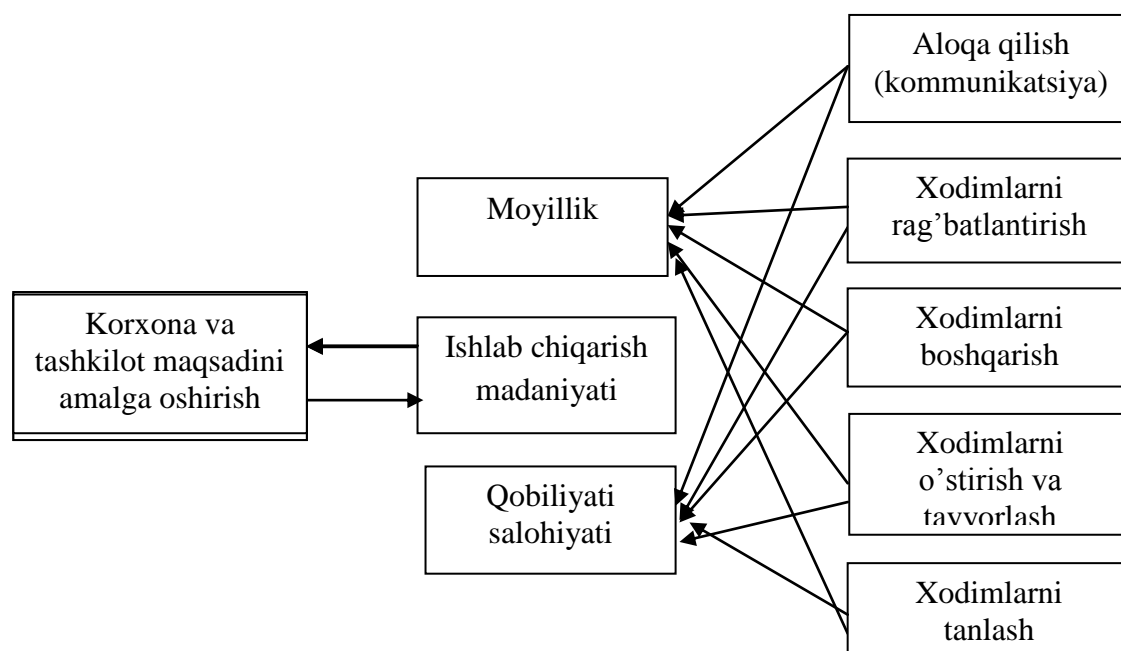 Aloqa qilish
(kommunikatsiya)
Moyillik
Xodimlarni
rag’batlantirish
Korxona va
tashkilot maqsadini
amalga oshirish
Ishlab chiqarish
madaniyati
Xodimlarni
boshqarish
Qobiliyati
salohiyati
Xodimlarni
o’stirish va
tayyorlash
Xodimlarni
tanlash